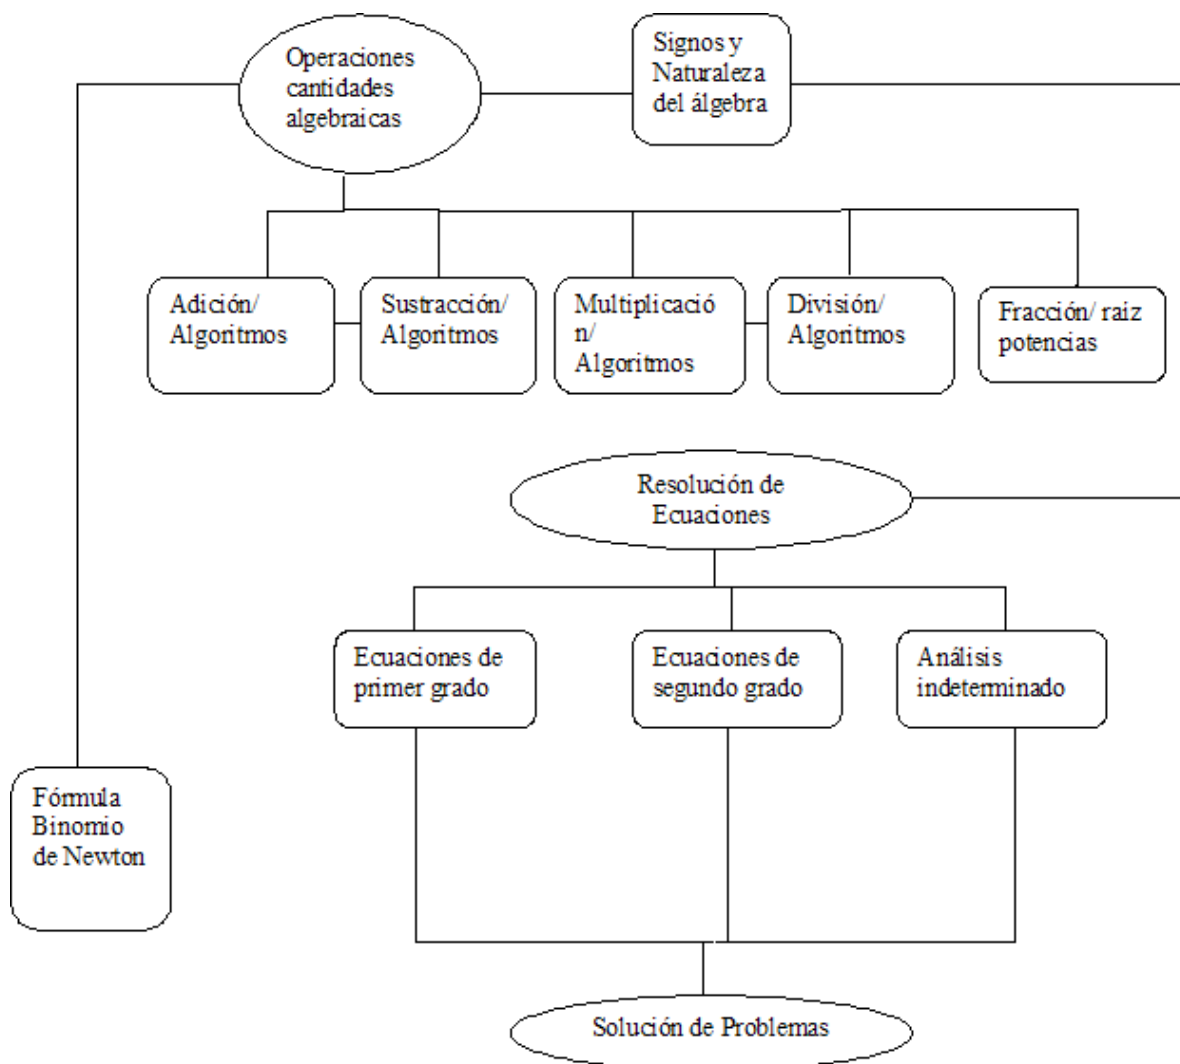 Operaciones
cantidades
algebraicas
Signos y
Naturaleza
del álgebra
Adición/
Algoritmos
Sustracción/
Algoritmos
Multiplicació
n/
Algoritmos
División/
Algoritmos
Fracción/ raiz
potencias
Resolución de
Ecuaciones
Ecuaciones de
primer grado
Ecuaciones de
segundo grado
Análisis
indeterminado
Fórmula
Binomio
de Newton
Solución de Problemas